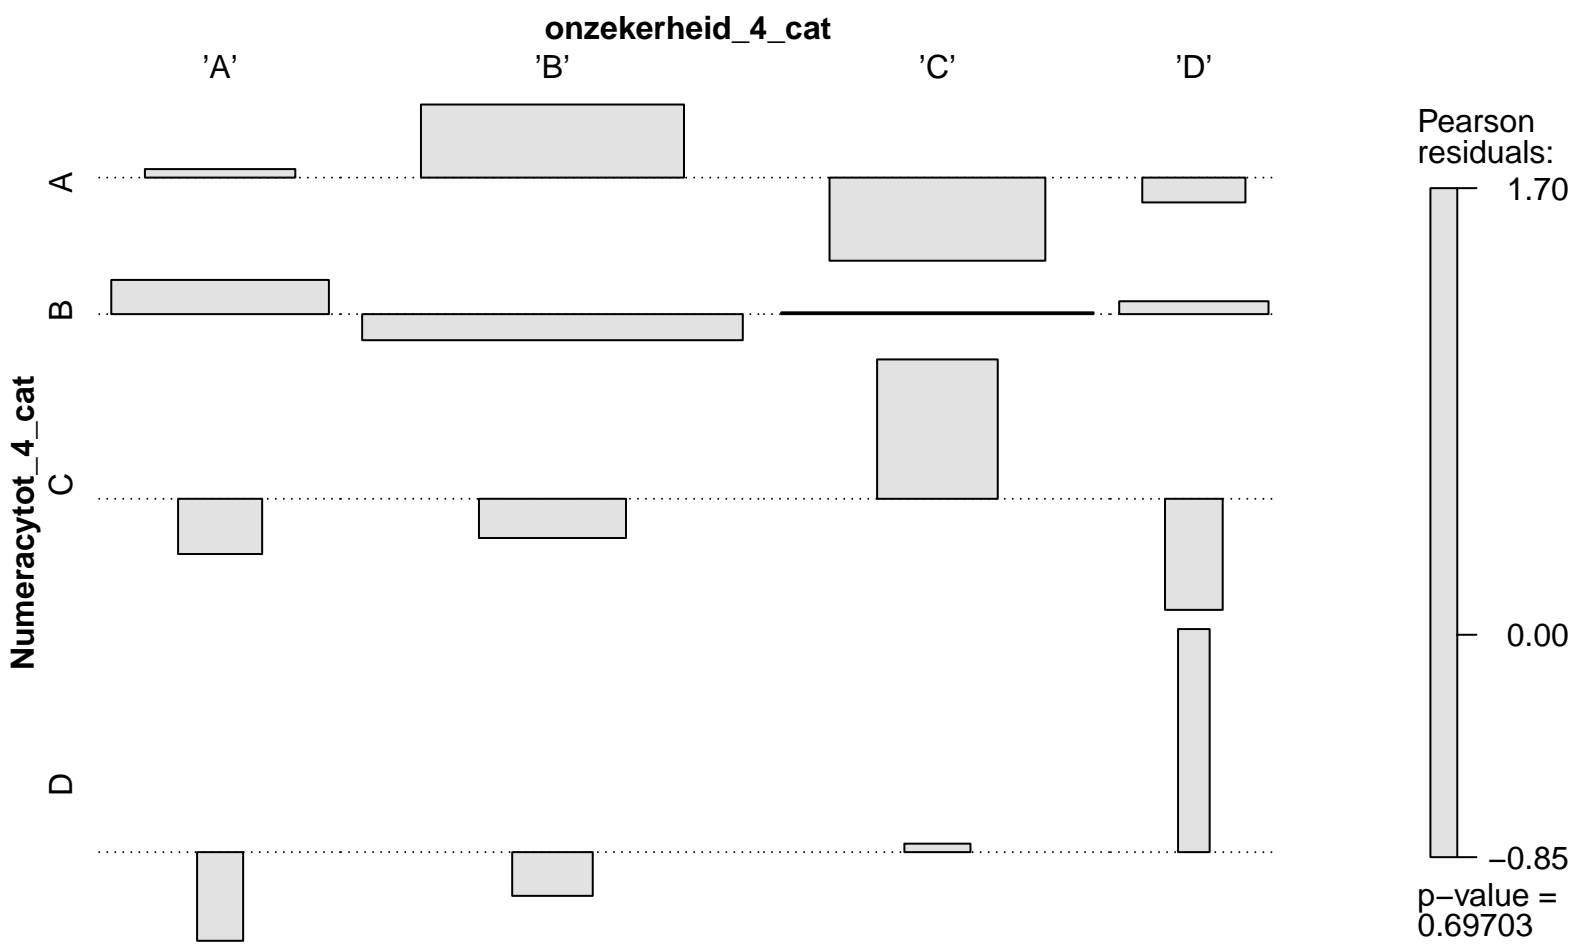 onzekerheid_4_cat
’A’ ’B’ ’C’ ’D’
Numeracytot_4_cat
A
B
C
D
Pearson
residuals:
1.70
0.00
−0.85
p−value =
0.69703